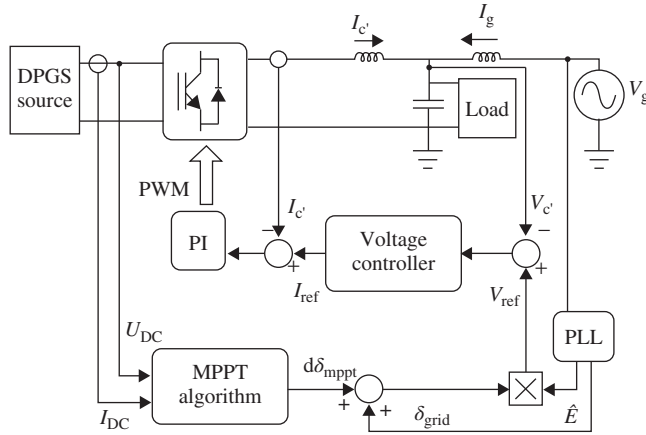 I_c'
I_g
DPGS
source
V_g
Load
PWM
I_c'
V_c'
−
−
PI
+
Voltage
controller
+
I_ref
V_ref
U_DC
PLL
MPPT
algorithm
dδ_mppt
×
+
+
I_DC
δ_grid
Ê